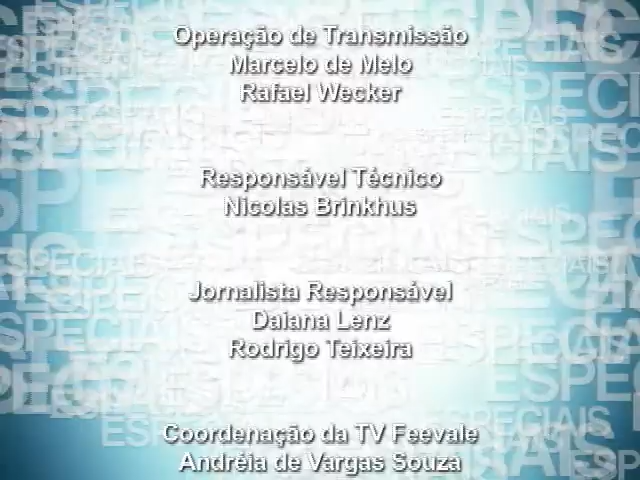 Operação de Transmissão
Marcelo de Melo
Rafael Wecker
Responsável Técnico
Nicolas Brinkhus
Jornalista Responsável
Daiana Lenz
Rodrigo Teixeira
Coordenação da TV Feevale
Andréia de Vargas Souza
ESPECIAIS